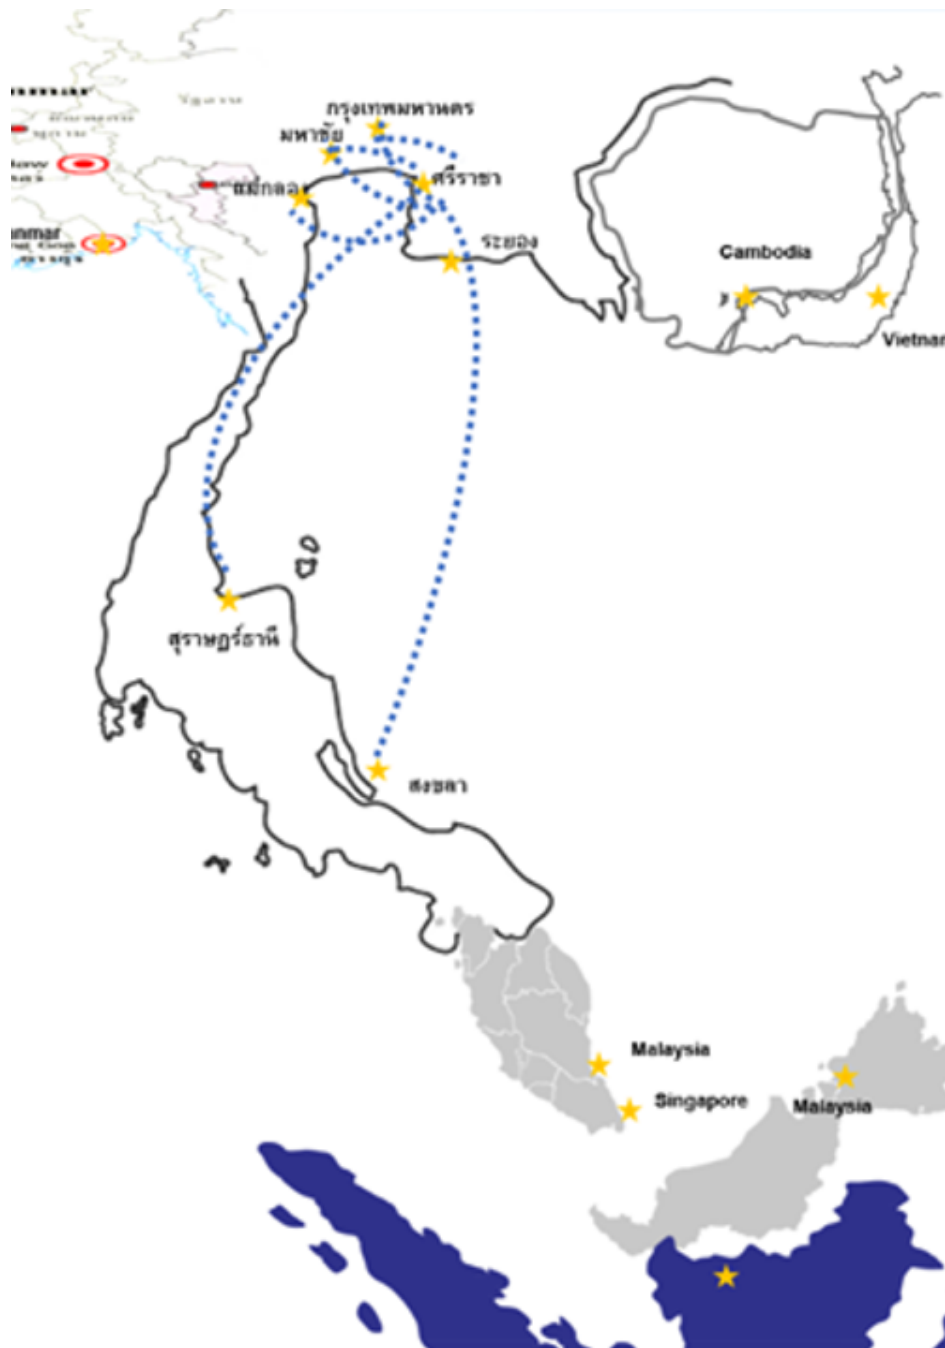 กรุงเทพมหานคร
มหาชัย
ศรีราชา
แม่กลอง
ระยอง
anmar
Cambodia
Vietnam
สุราษฎร์ธานี
สงขลา
Malaysia
Singapore
Malaysia